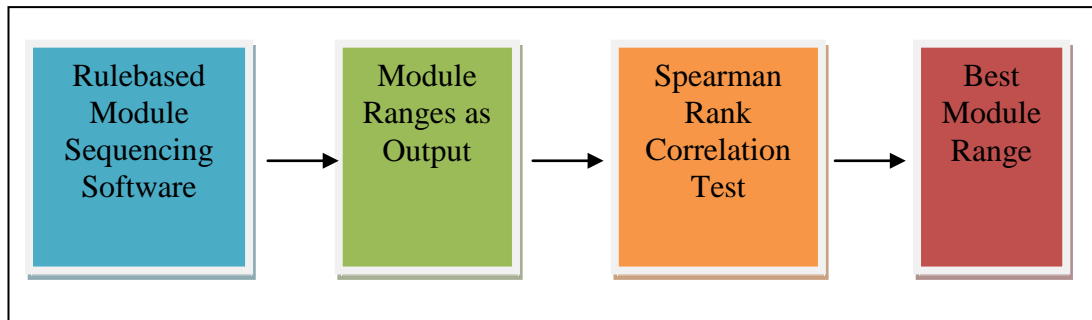 Rulebased
Module
Sequencing
Software
Module
Ranges as
Output
Spearman
Rank
Correlation
Test
Best
Module
Range